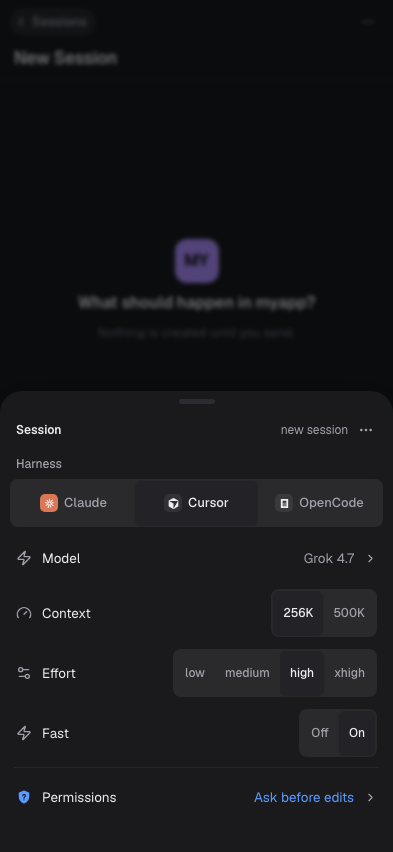 Sessions
New Session
MY
What should happen in myapp?
Nothing is created until you send.
Session new session
Harness
Claude Cursor OpenCode
Model Grok 4.7
Context 256K 500K
Effort low medium high xhigh
Fast Off On
Permissions Ask before edits